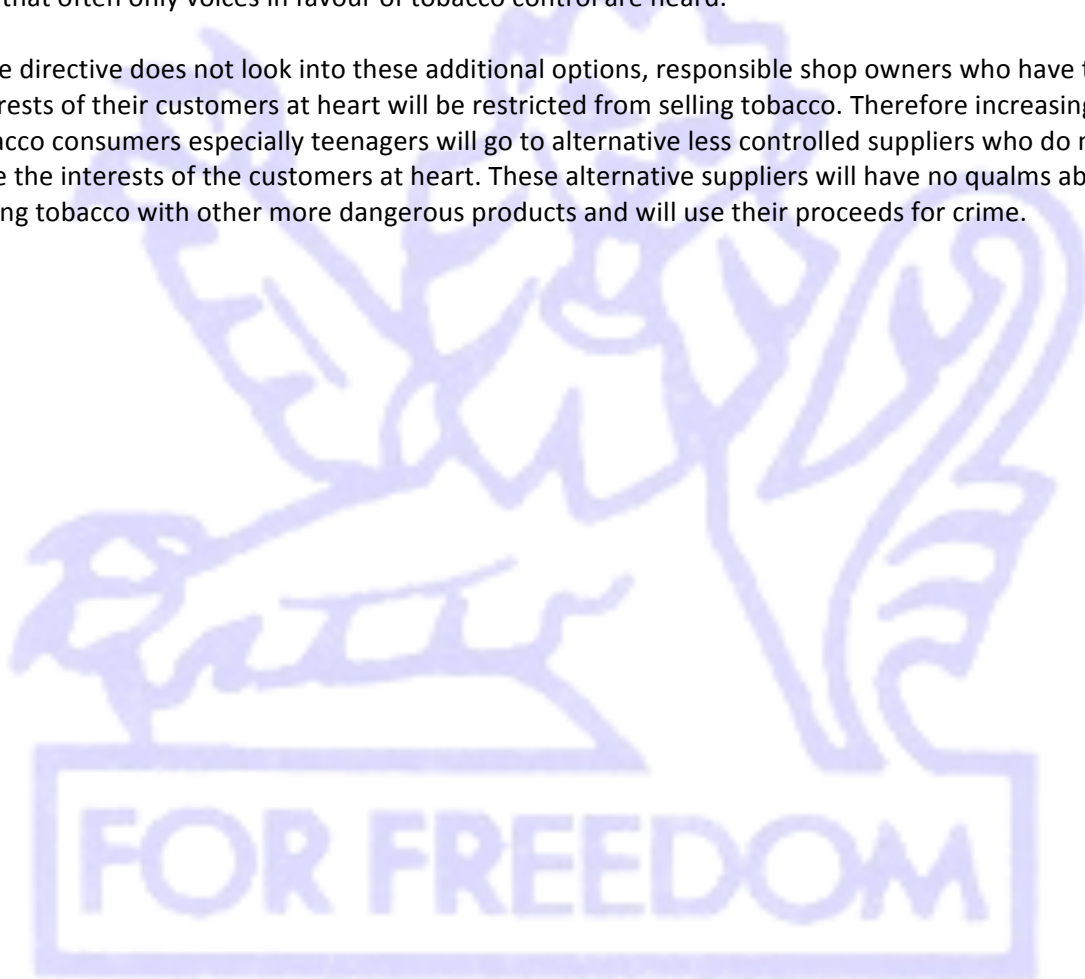 that often only voices in favour of tobacco control are heard.
e directive does not look into these additional options, responsible shop owners who have
rests of their customers at heart will be restricted from selling tobacco. Therefore increasing
acco consumers especially teenagers will go to alternative less controlled suppliers who do
e the interests of the customers at heart. These alternative suppliers will have no qualms ab
ng tobacco with other more dangerous products and will use their proceeds for crime.
FOR FREEDOM